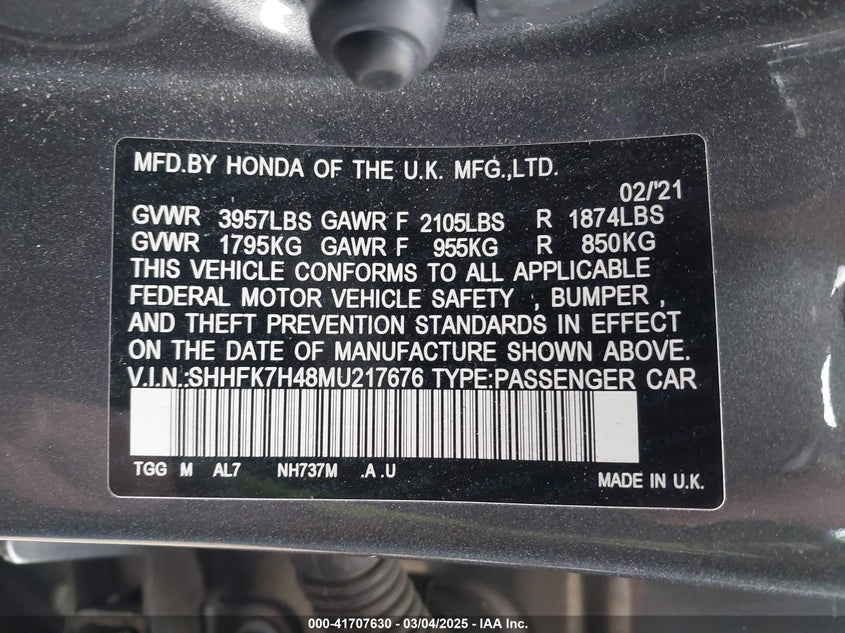 MFD.BY HONDA OF THE U.K. MFG.,LTD.
02/'21
GVWR 3957LBS GAWR F 2105LBS R 1874LBS
GVWR 1795KG GAWR F 955KG R 850KG
THIS VEHICLE CONFORMS TO ALL APPLICABLE
FEDERAL MOTOR VEHICLE SAFETY , BUMPER ,
AND THEFT PREVENTION STANDARDS IN EFFECT
ON THE DATE OF MANUFACTURE SHOWN ABOVE.
V.I.N.:SHHFK7H48MU217676 TYPE:PASSENGER CAR
TGG M AL7 NH737M .A .U
MADE IN U.K.
000-41707630 - 03/04/2025 - IAA Inc.